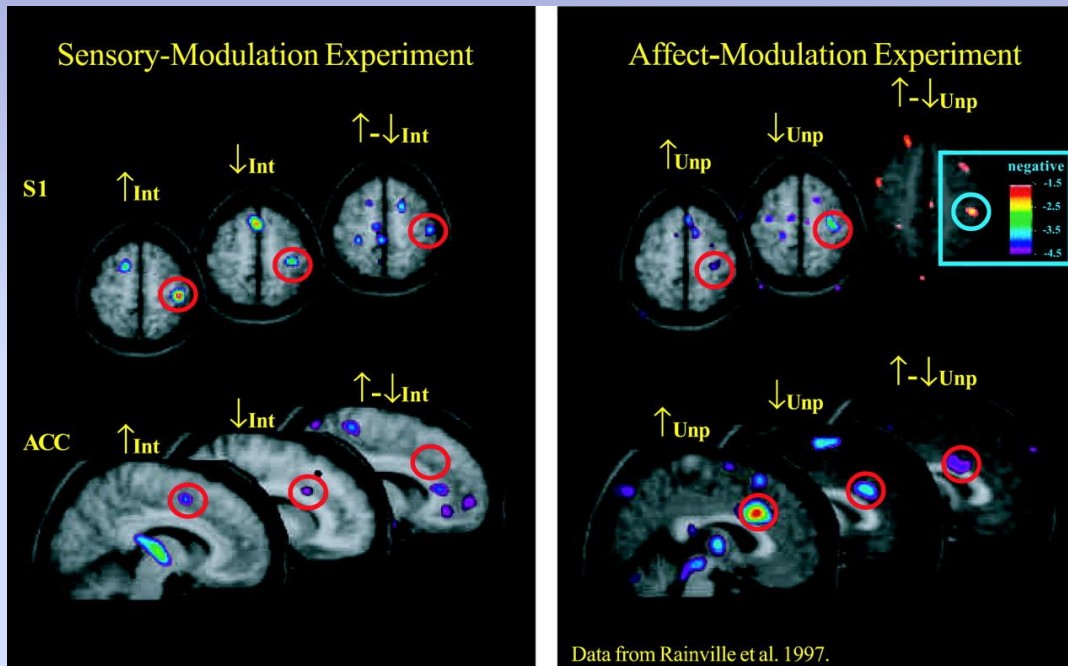 Sensory-Modulation Experiment
↑-↓Int
↓Int
↑Int
S1
↑-↓Int
↓Int
↑Int
ACC
Affect-Modulation Experiment
↑-↓Unp
↓Unp
↑Unp
negative
-1.5
-2.5
-3.5
-4.5
↑-↓Unp
↓Unp
↑Unp
Data from Rainville et al. 1997.